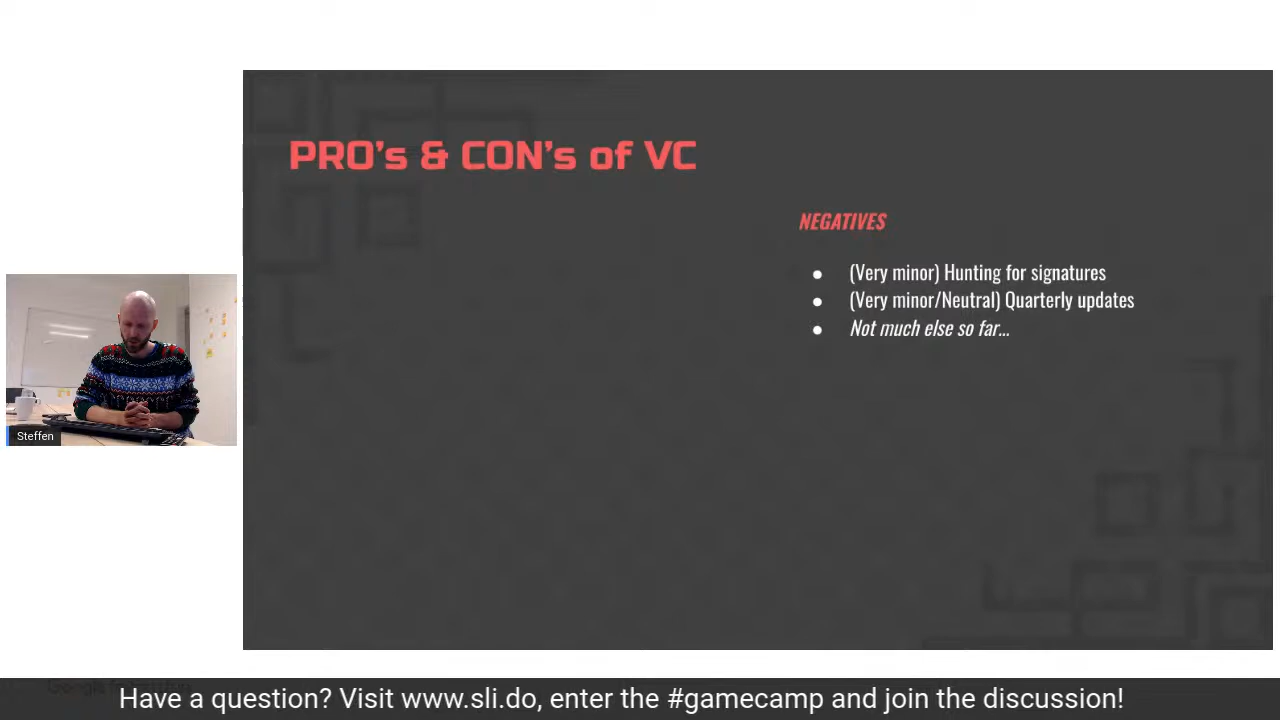 PRO's & CON's of VC
NEGATIVES
● (Very minor) Hunting for signatures
● (Very minor/Neutral) Quarterly updates
● Not much else so far...
Steffen
Have a question? Visit www.sli.do, enter the #gamecamp and join the discussion!